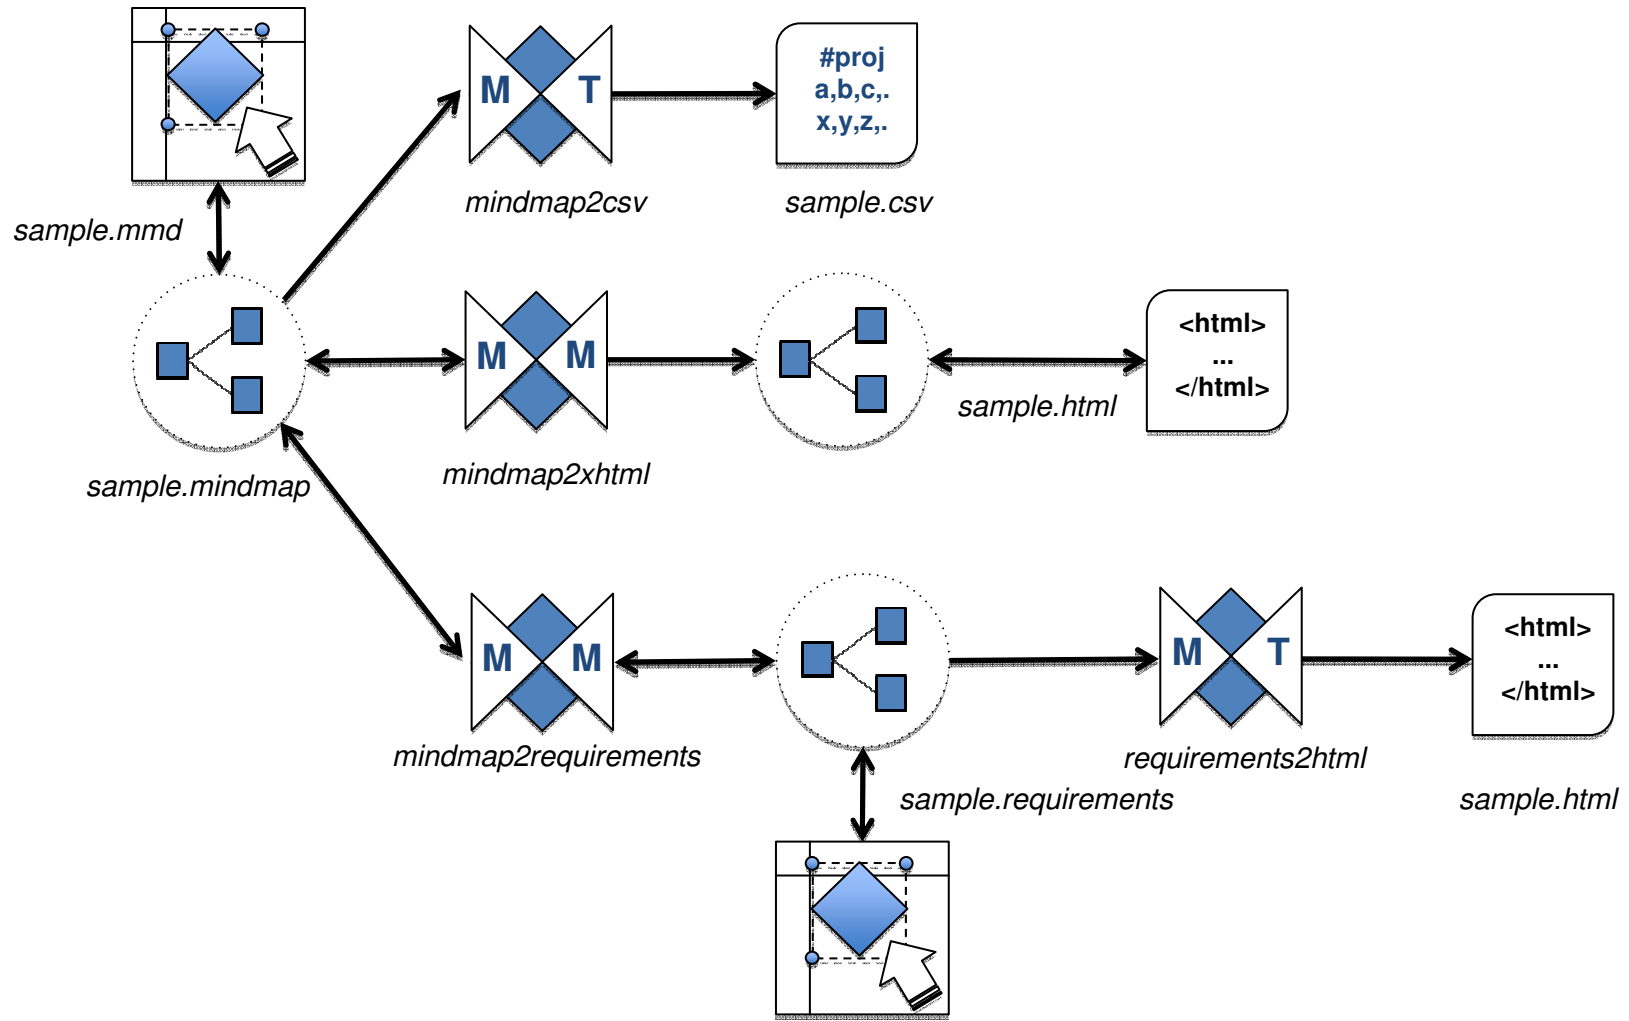 #proj
a,b,c,.
x,y,z,.
M T
mindmap2csv
sample.csv
sample.mmd
M M
<html>
...
</html>
sample.html
mindmap2xhtml
sample.mindmap
M M
M T
<html>
...
</html>
mindmap2requirements
requirements2html
sample.requirements
sample.html